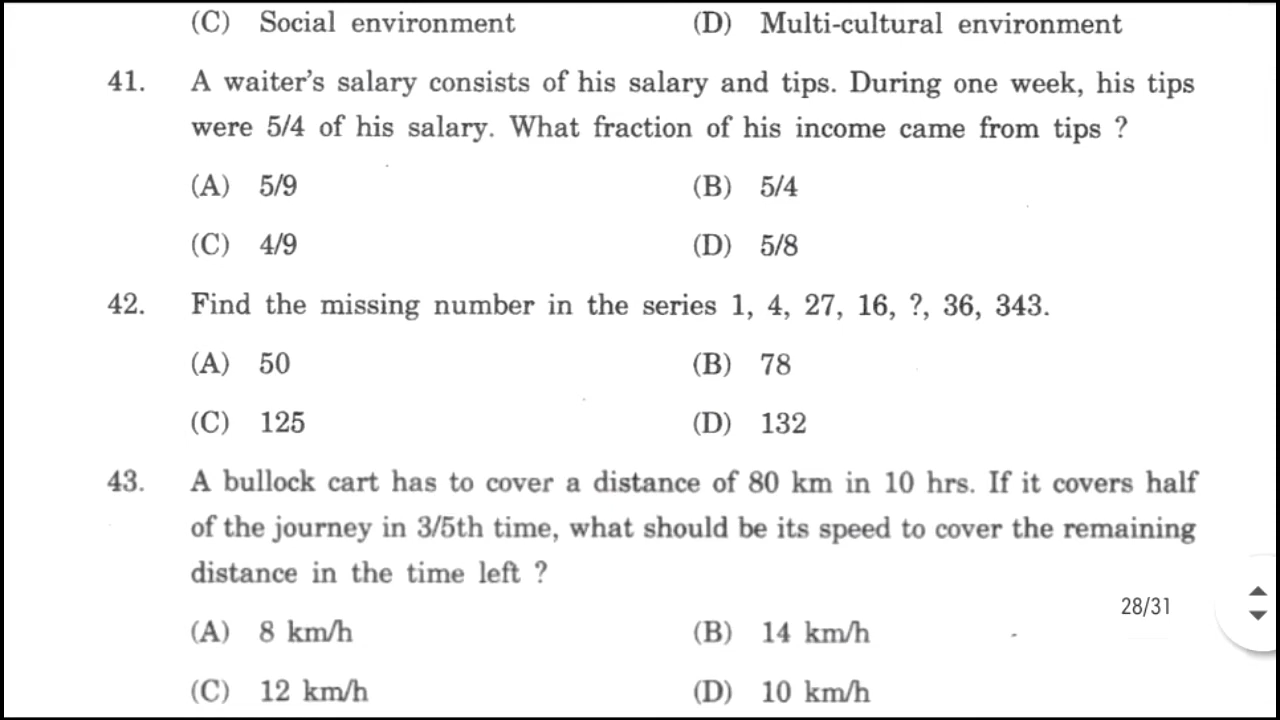 (C) Social environment (D) Multi-cultural environment
41. A waiter's salary consists of his salary and tips. During one week, his tips
were 5/4 of his salary. What fraction of his income came from tips ?
(A) 5/9 (B) 5/4
(C) 4/9 (D) 5/8
42. Find the missing number in the series 1, 4, 27, 16, ?, 36, 343.
(A) 50 (B) 78
(C) 125 (D) 132
43. A bullock cart has to cover a distance of 80 km in 10 hrs. If it covers half
of the journey in 3/5th time, what should be its speed to cover the remaining
distance in the time left ?
28/31
(A) 8 km/h (B) 14 km/h
(C) 12 km/h (D) 10 km/h